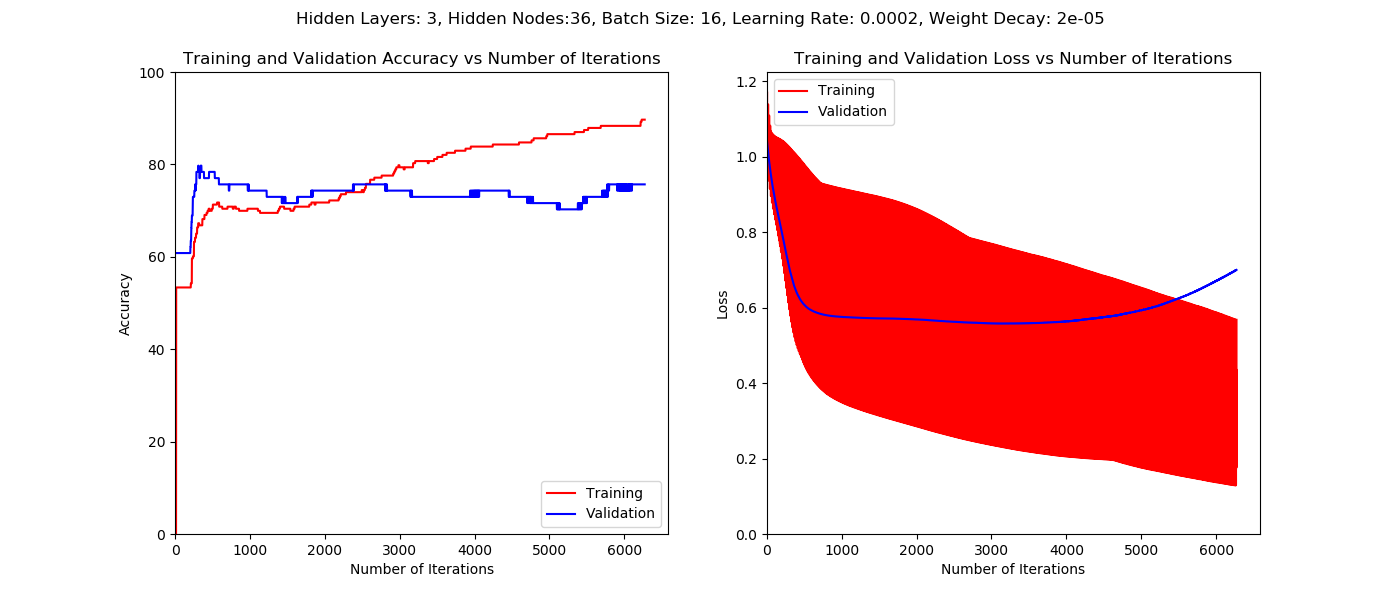 Hidden Layers: 3, Hidden Nodes:36, Batch Size: 16, Learning Rate: 0.0002, Weight Decay: 2e-05
Training and Validation Accuracy vs Number of Iterations
100
80
60
40
20
0
Accuracy
0 1000 2000 3000 4000 5000 6000
Number of Iterations
Training
Validation
Training and Validation Loss vs Number of Iterations
Training
Validation
1.2
1.0
0.8
0.6
0.4
0.2
0.0
Loss
0 1000 2000 3000 4000 5000 6000
Number of Iterations